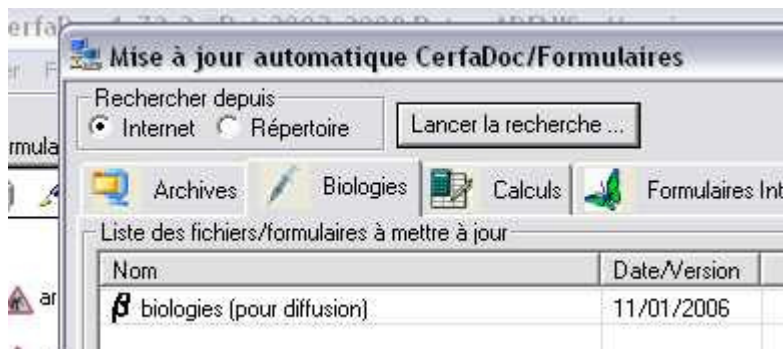 Mise à jour automatique CerfaDoc/Formulaires
Rechercher depuis
Internet Répertoire Lancer la recherche ...
Archives Biologies Calculs Formulaires Int
Liste des fichiers/formulaires à mettre à jour
Nom Date/Version
β biologies (pour diffusion) 11/01/2006